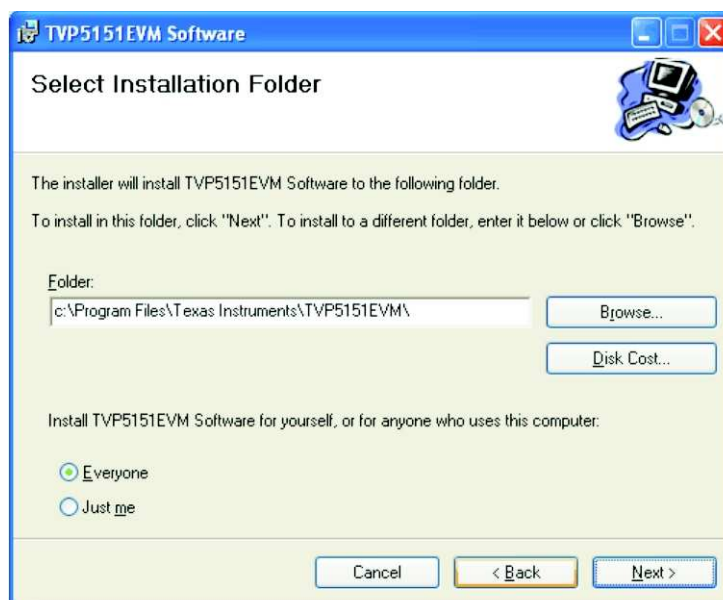 TVP5151EVM Software
Select Installation Folder
The installer will install TVP5151EVM Software to the following folder.
To install in this folder, click "Next". To install to a different folder, enter it below or click "Browse".
Folder:
c:\Program Files\Texas Instruments\TVP5151EVM\
Browse...
Disk Cost...
Install TVP5151EVM Software for yourself, or for anyone who uses this computer:
Everyone
Just me
Cancel
< Back
Next >